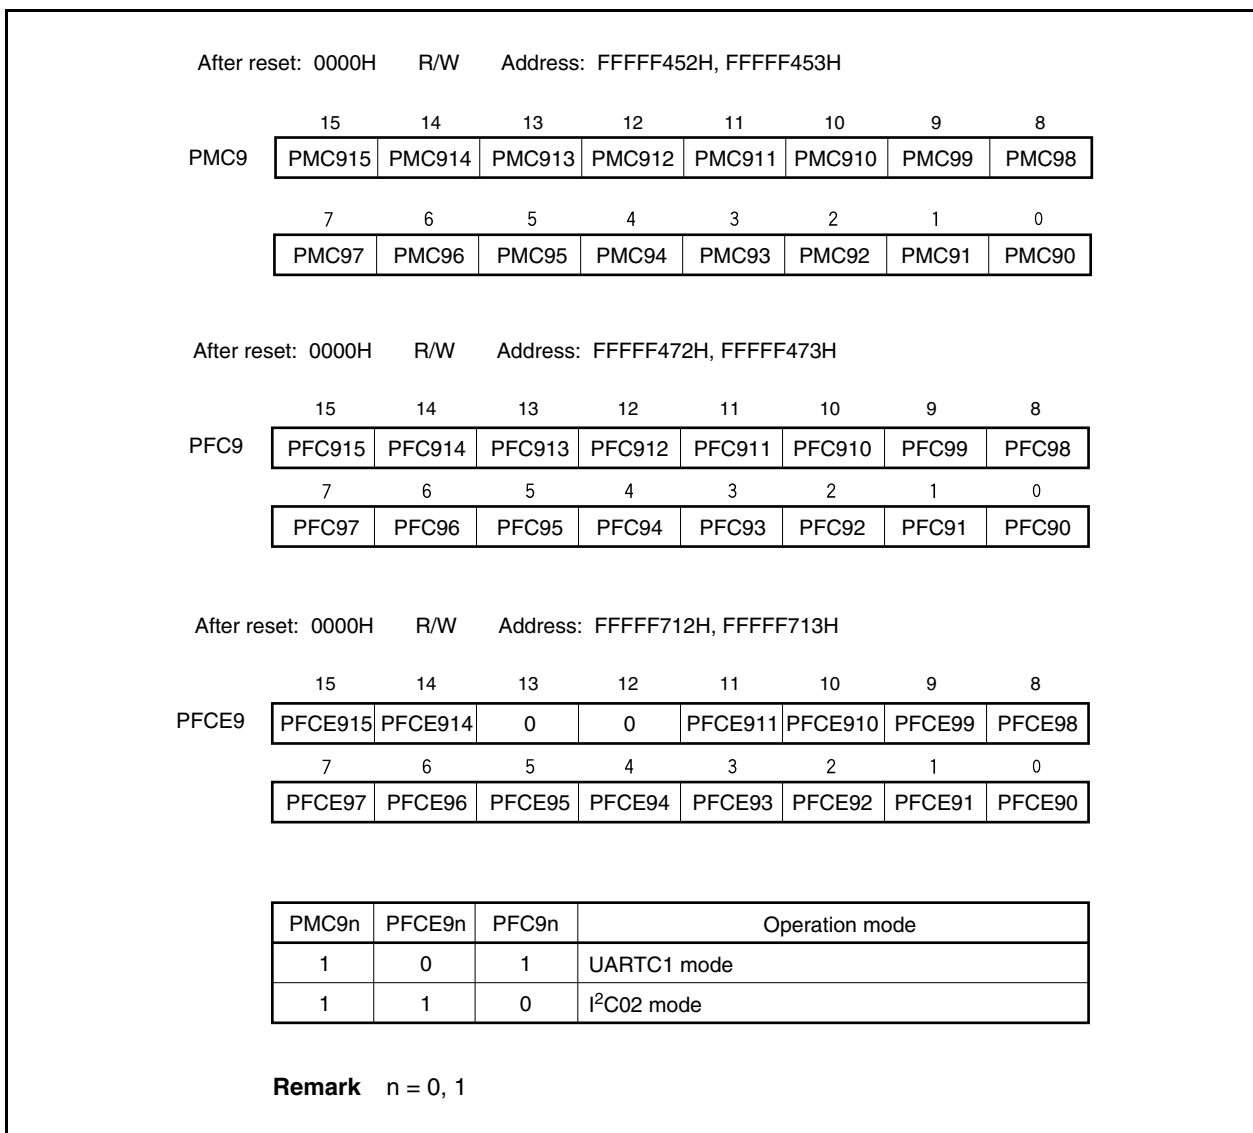 After reset: 0000H R/W Address: FFFFF452H, FFFFF453H
15 14 13 12 11 10 9 8
PMC9 PMC915 PMC914 PMC913 PMC912 PMC911 PMC910 PMC99 PMC98
7 6 5 4 3 2 1 0
PMC97 PMC96 PMC95 PMC94 PMC93 PMC92 PMC91 PMC90
After reset: 0000H R/W Address: FFFFF472H, FFFFF473H
15 14 13 12 11 10 9 8
PFC9 PFC915 PFC914 PFC913 PFC912 PFC911 PFC910 PFC99 PFC98
7 6 5 4 3 2 1 0
PFC97 PFC96 PFC95 PFC94 PFC93 PFC92 PFC91 PFC90
After reset: 0000H R/W Address: FFFFF712H, FFFFF713H
15 14 13 12 11 10 9 8
PFCE9 PFCE915 PFCE914 0 0 PFCE911 PFCE910 PFCE99 PFCE98
7 6 5 4 3 2 1 0
PFCE97 PFCE96 PFCE95 PFCE94 PFCE93 PFCE92 PFCE91 PFCE90
PMC9n PFCE9n PFC9n Operation mode
1 0 1 UARTC1 mode
1 1 0 I²C02 mode
Remark n = 0, 1